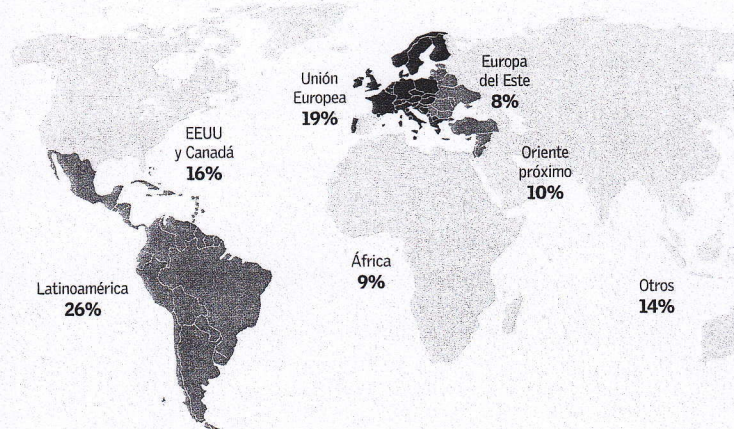 Unión
Europea
19%
Europa
del Este
8%
EEUU
y Canadá
16%
Oriente
próximo
10%
Latinoamérica
26%
África
9%
Otros
14%